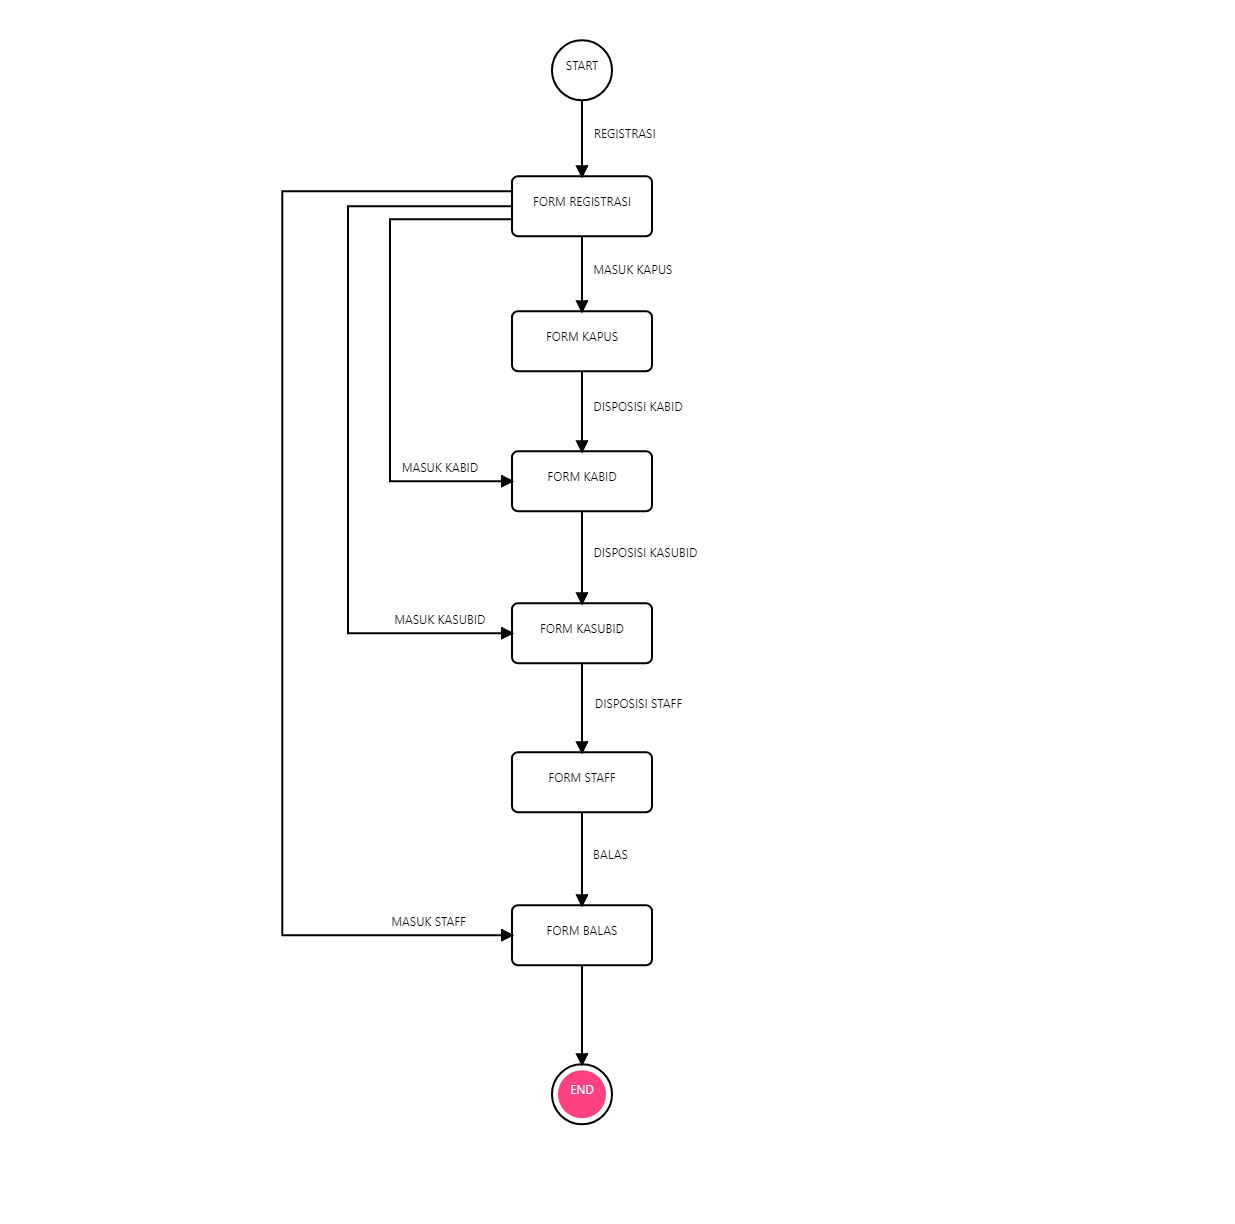 START
REGISTRASI
FORM REGISTRASI
MASUK KAPUS
FORM KAPUS
DISPOSISI KABID
MASUK KABID
FORM KABID
DISPOSISI KASUBID
MASUK KASUBID
FORM KASUBID
DISPOSISI STAFF
FORM STAFF
BALAS
MASUK STAFF
FORM BALAS
END